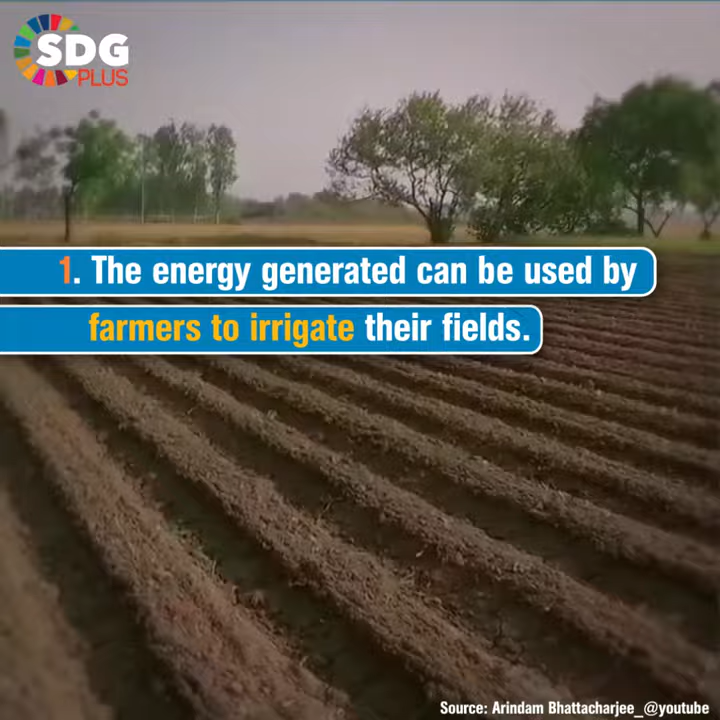 SDG
PLUS
1. The energy generated can be used by
farmers to irrigate their fields.
Source: Arindam Bhattacharjee_@youtube